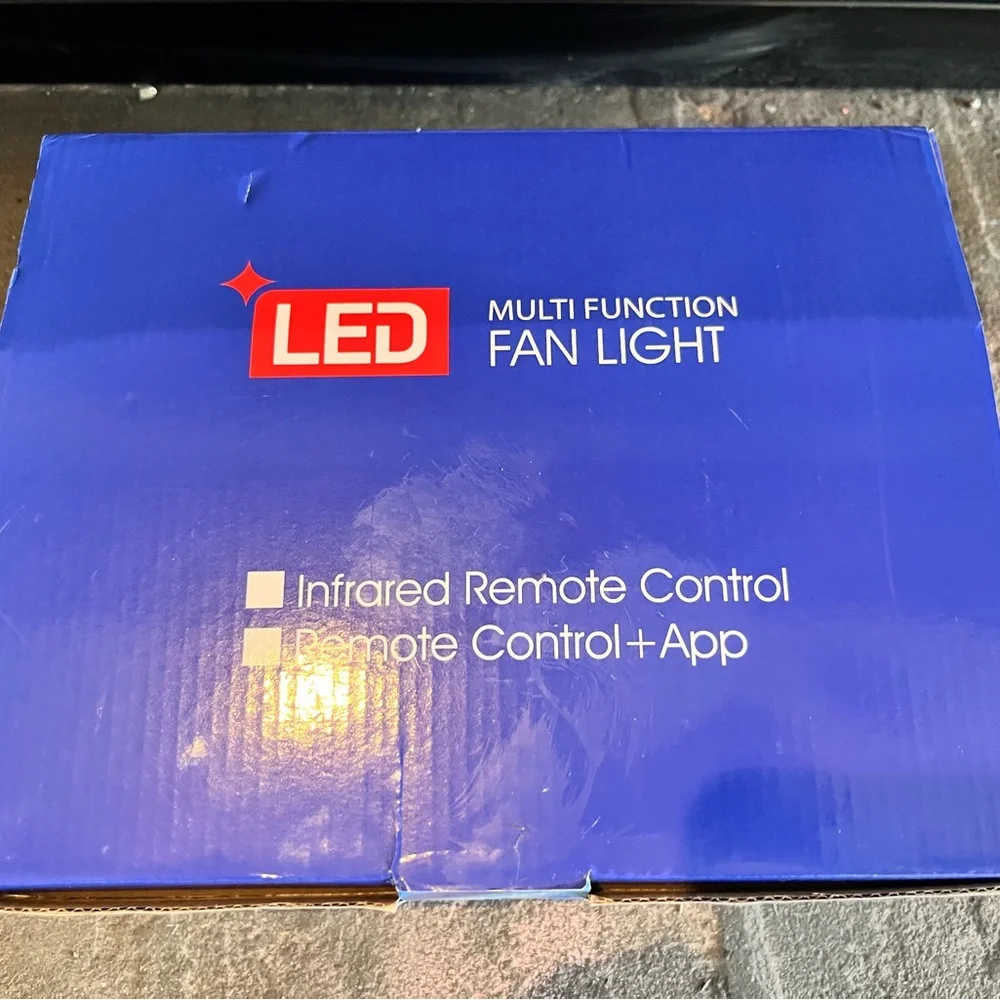 LED
MULTI FUNCTION
FAN LIGHT
Infrared Remote Control
Remote Control+App